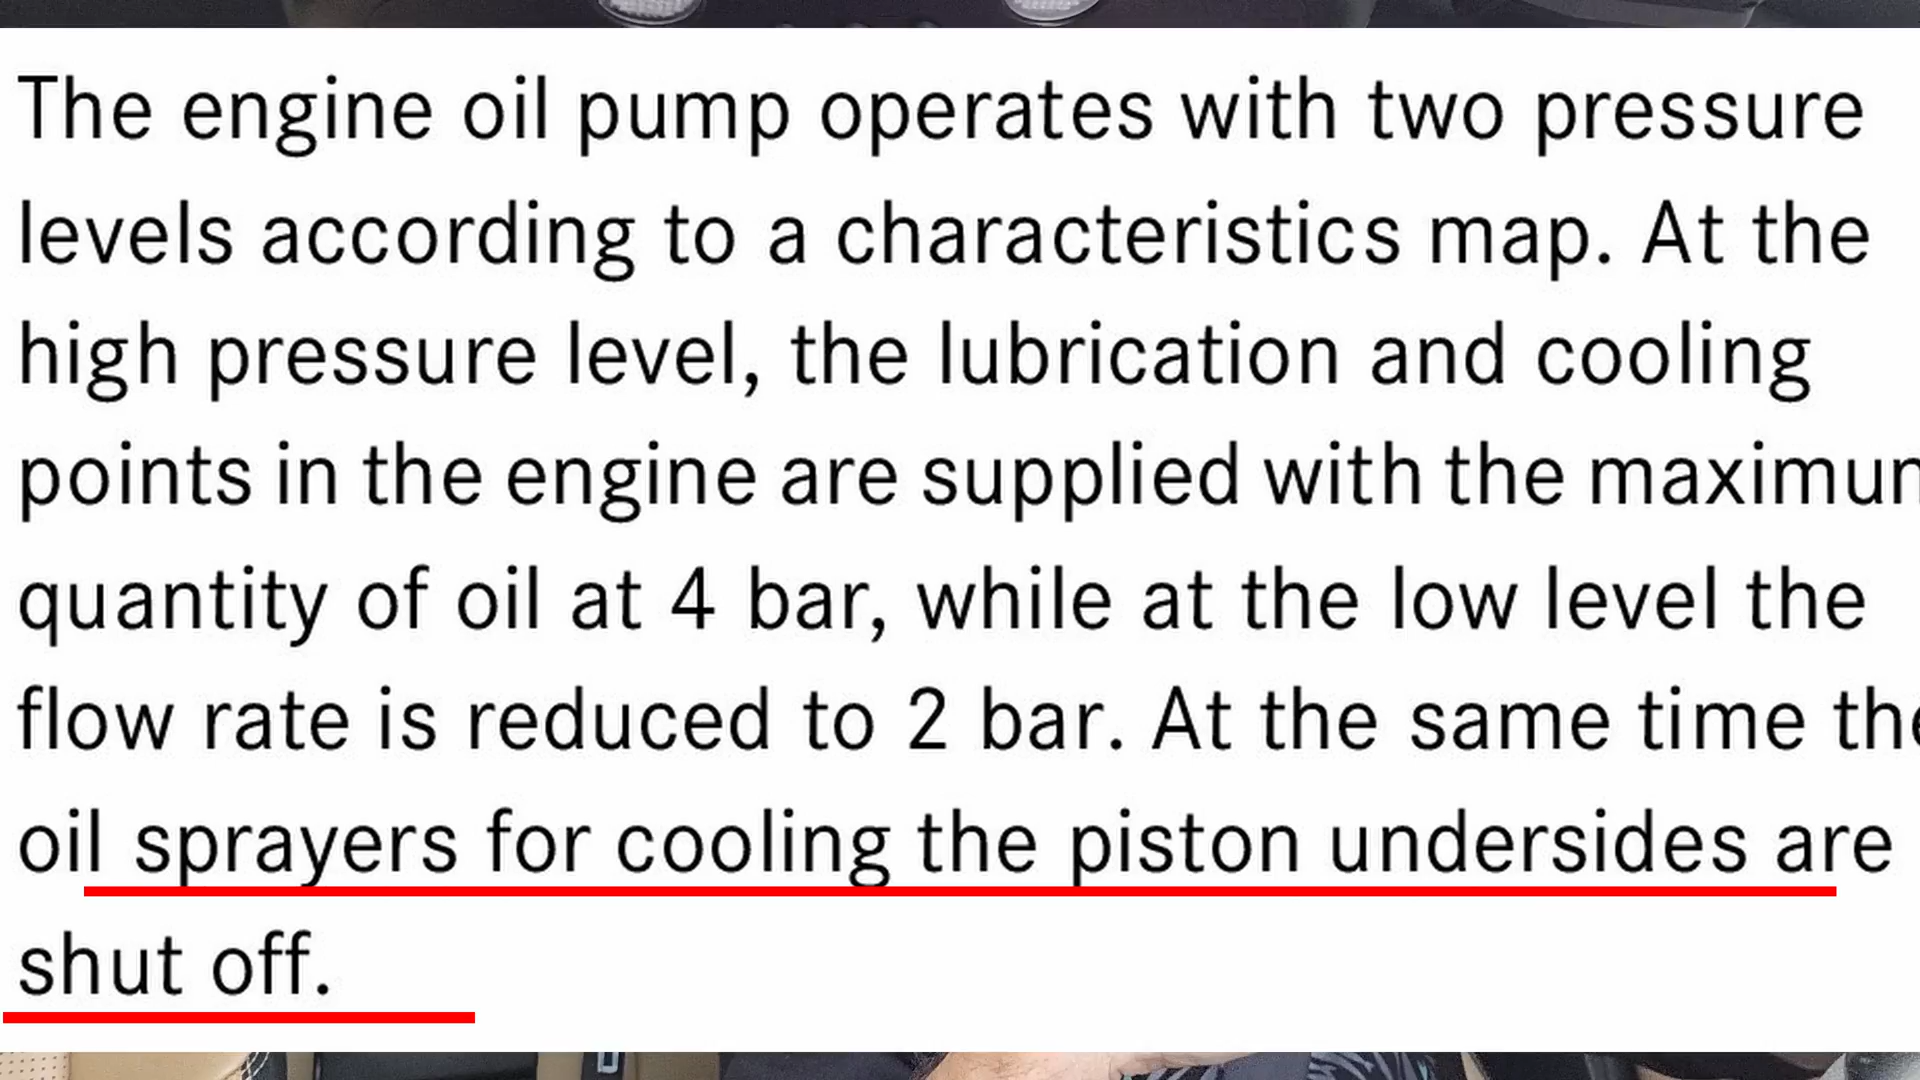 The engine oil pump operates with two pressure
levels according to a characteristics map. At the
high pressure level, the lubrication and cooling
points in the engine are supplied with the maximum
quantity of oil at 4 bar, while at the low level the
flow rate is reduced to 2 bar. At the same time the
oil sprayers for cooling the piston undersides are
shut off.